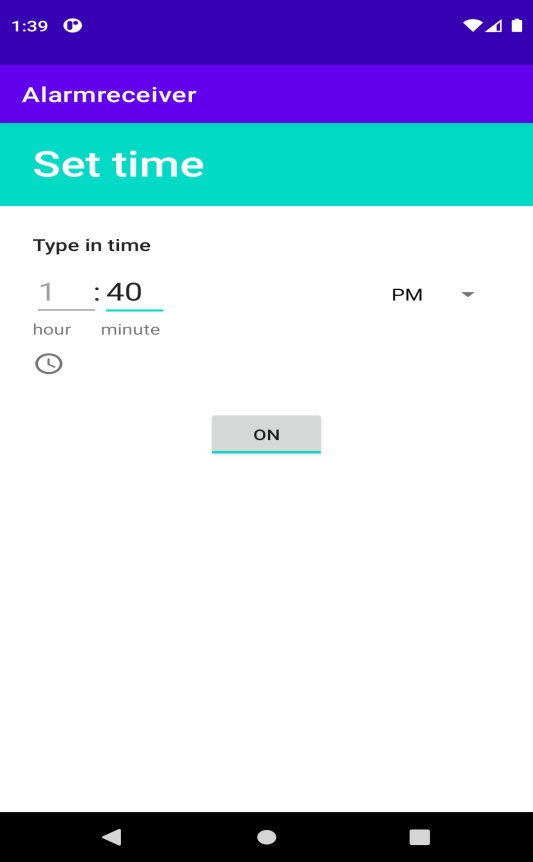 1:39
Alarmreceiver
Set time
Type in time
1 : 40 PM
hour minute
ON